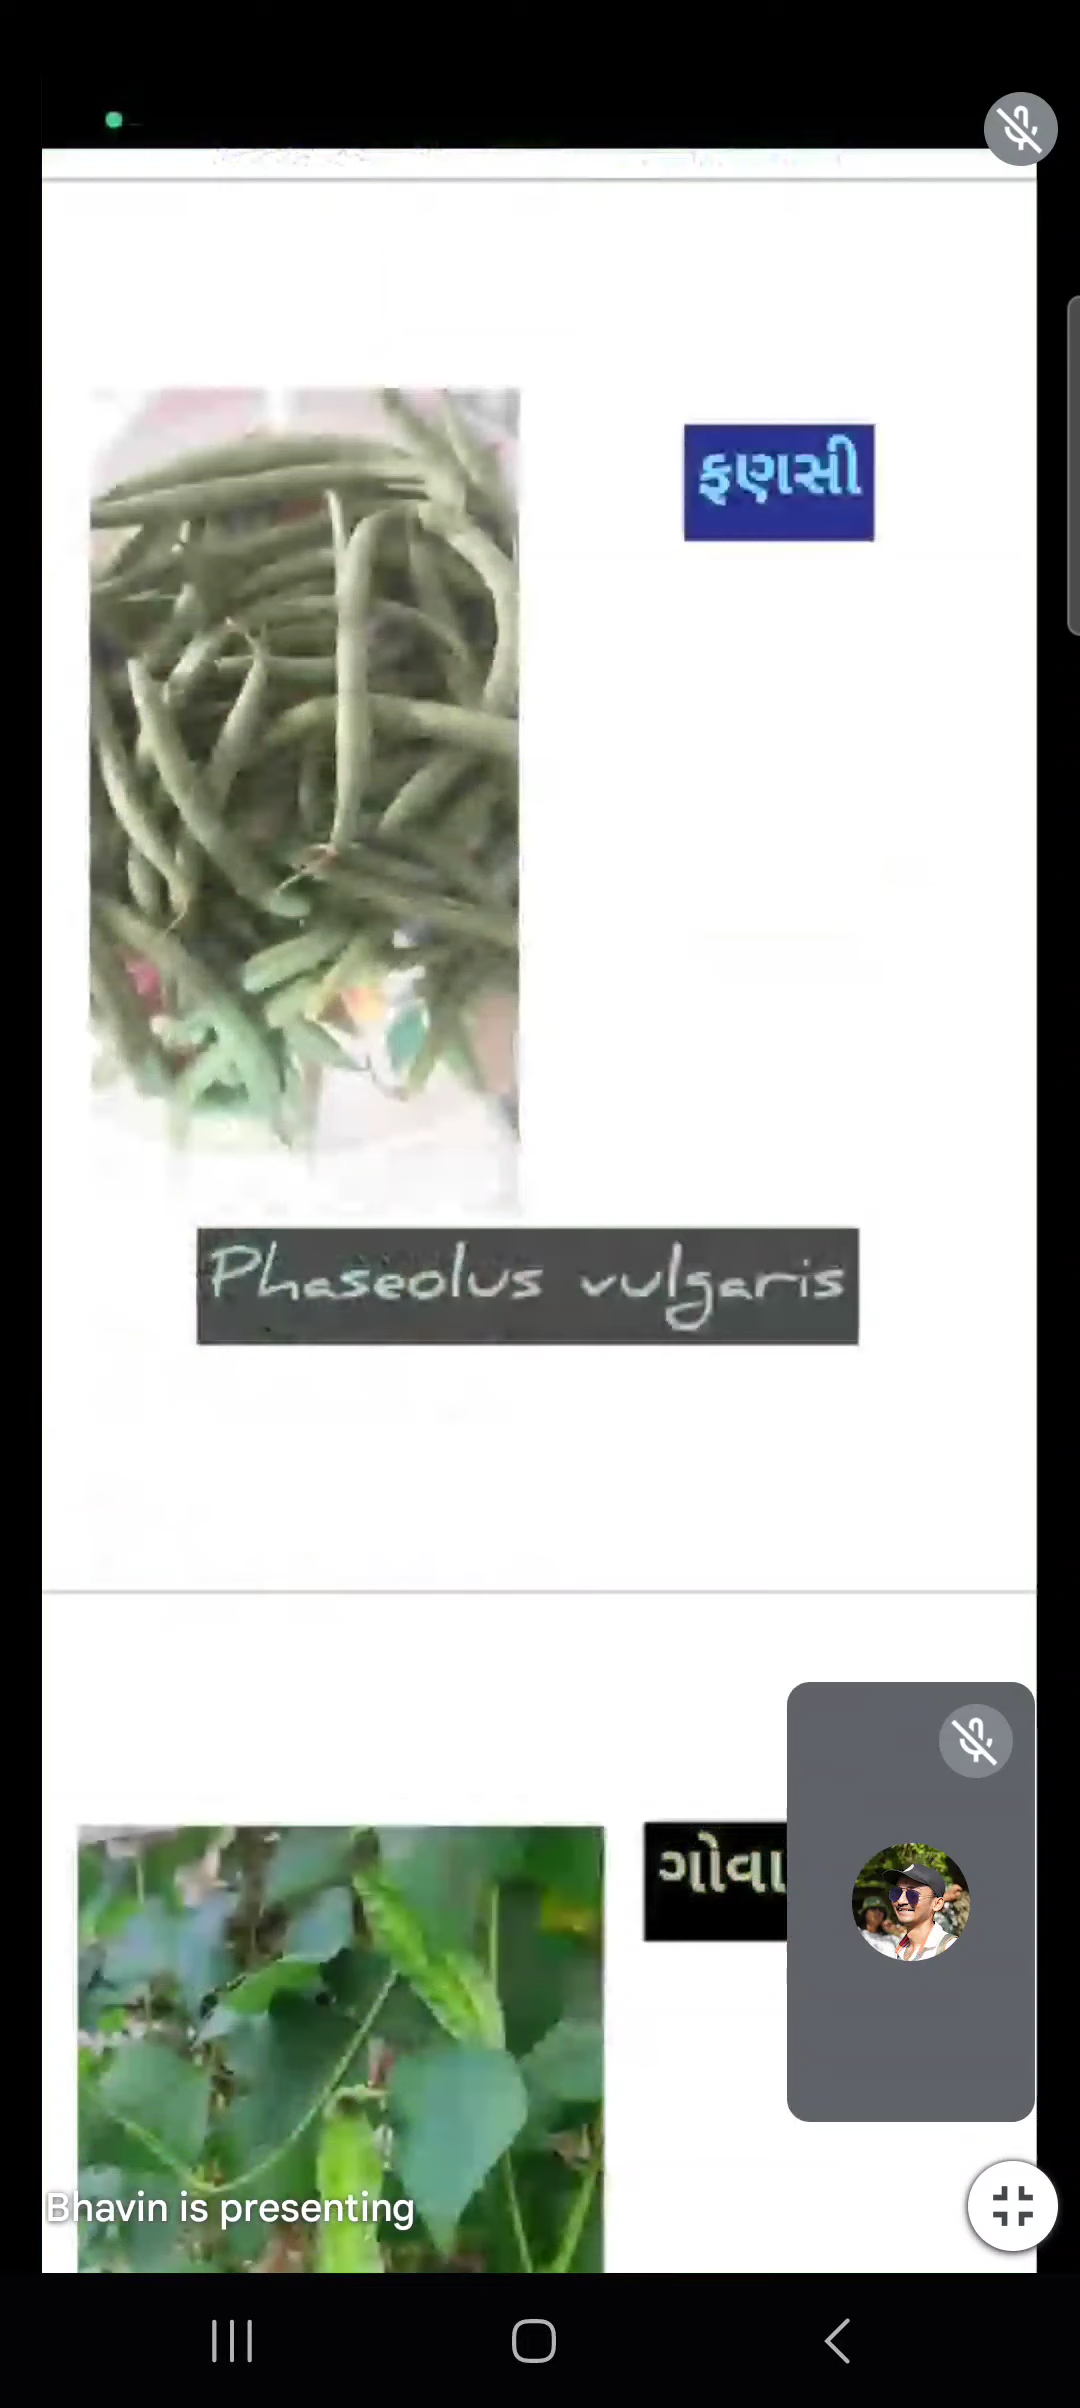 ફણસી
Phaseolus vulgaris
ગોવા
Bhavin is presenting